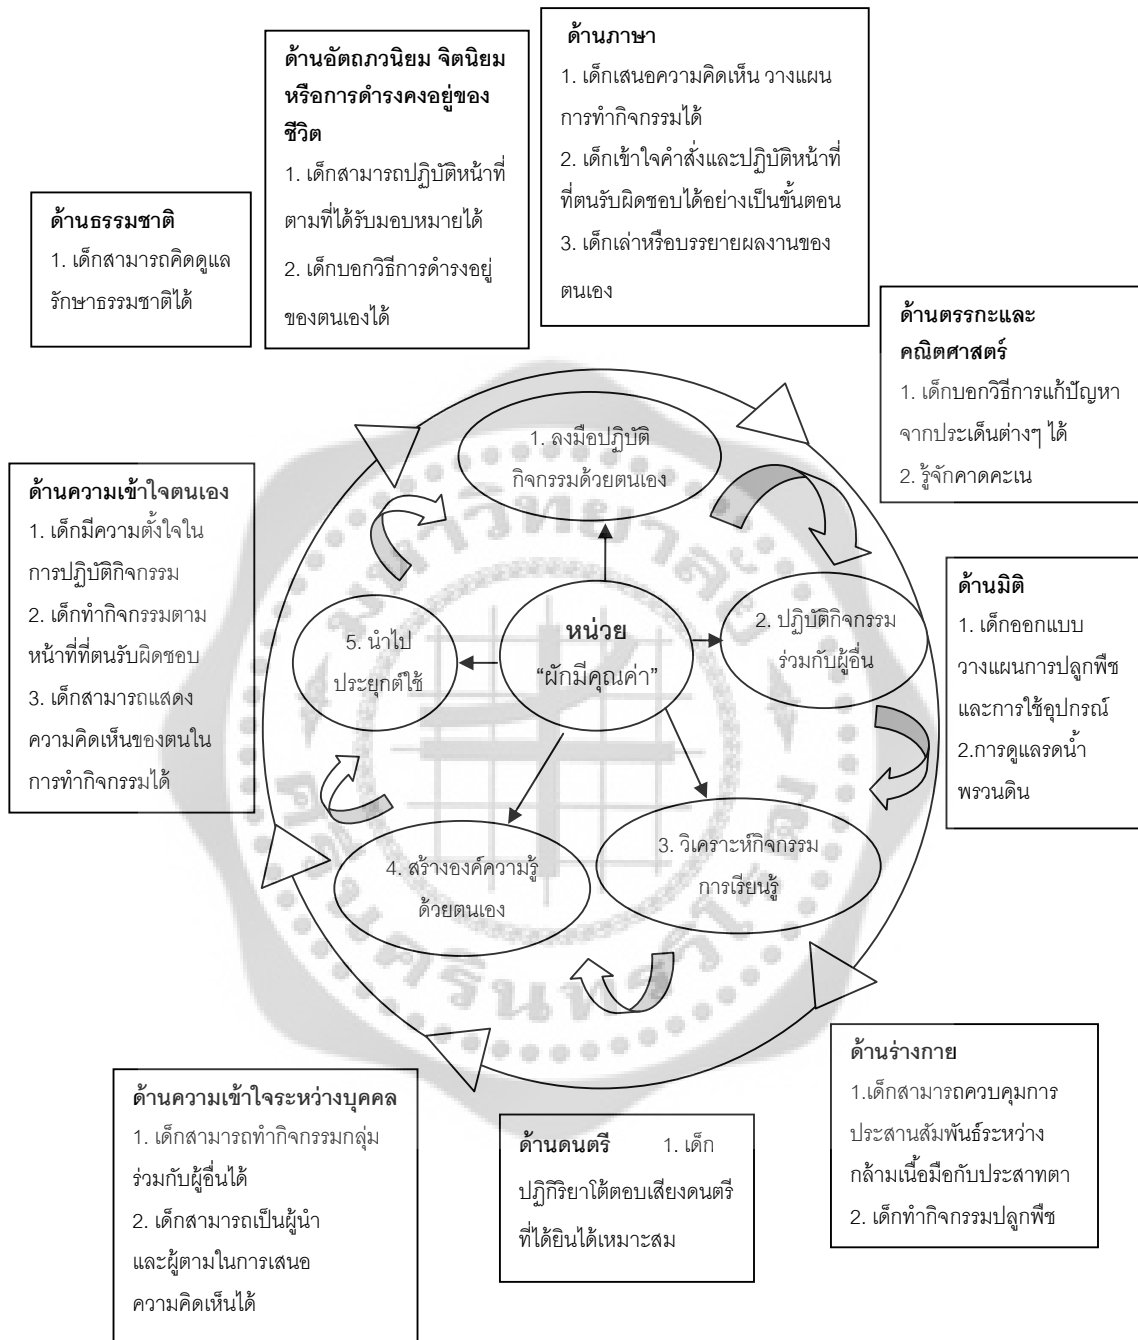 ด้านภาษา
1. เด็กเสนอความคิดเห็น วางแผน
การทำกิจกรรมได้
2. เด็กเข้าใจคำสั่งและปฏิบัติหน้าที่
ที่ตนรับผิดชอบได้อย่างเป็นขั้นตอน
3. เด็กเล่าหรือบรรยายผลงานของ
ตนเอง
ด้านอัตถภวนิยม จิตนิยม
หรือการดำรงคงอยู่ของ
ชีวิต
1. เด็กสามารถปฏิบัติหน้าที่
ตามที่ได้รับมอบหมายได้
2. เด็กบอกวิธีการดำรงอยู่
ของตนเองได้
ด้านธรรมชาติ
1. เด็กสามารถคิดดูแล
รักษาธรรมชาติได้
ด้านตรรกะและ
คณิตศาสตร์
1. เด็กบอกวิธีการแก้ปัญหา
จากประเด็นต่างๆ ได้
2. รู้จักคาดคะเน
ด้านความเข้าใจตนเอง
1. เด็กมีความตั้งใจใน
การปฏิบัติกิจกรรม
2. เด็กทำกิจกรรมตาม
หน้าที่ที่ตนรับผิดชอบ
3. เด็กสามารถแสดง
ความคิดเห็นของตนใน
การทำกิจกรรมได้
1. ลงมือปฏิบัติ
กิจกรรมด้วยตนเอง
หน่วย
“ผักมีคุณค่า”
2. ปฏิบัติกิจกรรม
ร่วมกับผู้อื่น
5. นำไป
ประยุกต์ใช้
3. วิเคราะห์กิจกรรม
การเรียนรู้
4. สร้างองค์ความรู้
ด้วยตนเอง
มหาวิทยาลัย
ศรีนครินทรวิโรฒ
ด้านมิติ
1. เด็กออกแบบ
วางแผนการปลูกพืช
และการใช้อุปกรณ์
2.การดูแลรดน้ำ
พรวนดิน
ด้านร่างกาย
1.เด็กสามารถควบคุมการ
ประสานสัมพันธ์ระหว่าง
กล้ามเนื้อมือกับประสาทตา
2. เด็กทำกิจกรรมปลูกพืช
ด้านความเข้าใจระหว่างบุคคล
1. เด็กสามารถทำกิจกรรมกลุ่ม
ร่วมกับผู้อื่นได้
2. เด็กสามารถเป็นผู้นำ
และผู้ตามในการเสนอ
ความคิดเห็นได้
ด้านดนตรี 1. เด็ก
ปฏิกิริยาโต้ตอบเสียงดนตรี
ที่ได้ยินได้เหมาะสม